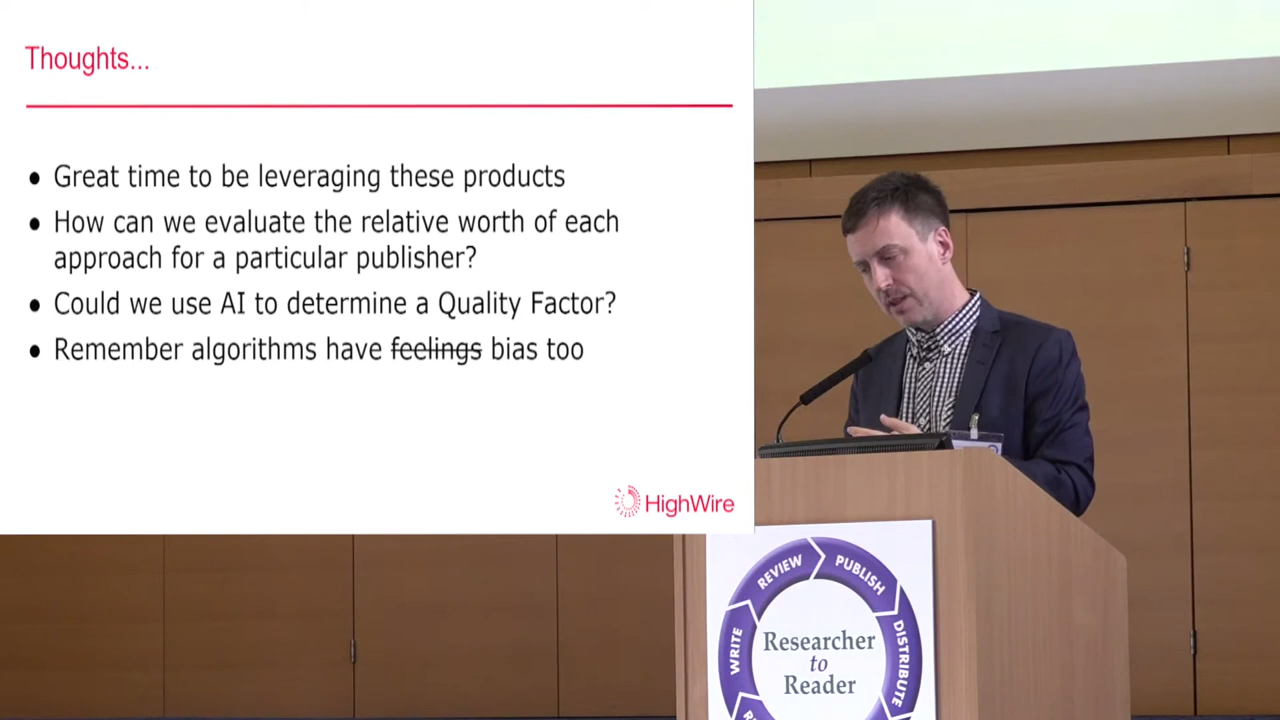 Thoughts...
• Great time to be leveraging these products
• How can we evaluate the relative worth of each
approach for a particular publisher?
• Could we use AI to determine a Quality Factor?
• Remember algorithms have ~~feelings~~ bias too
HighWire
REVIEW
PUBLISH
WRITE
DISTRIBUTE
Researcher
to
Reader